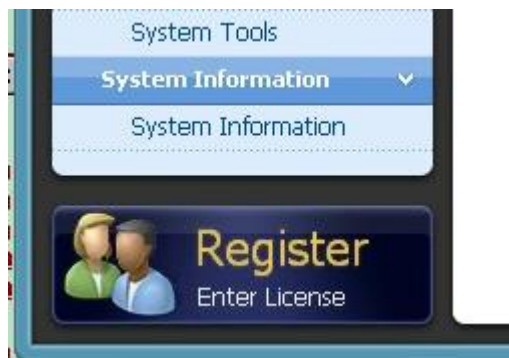 System Tools
System Information
System Information
Register
Enter License